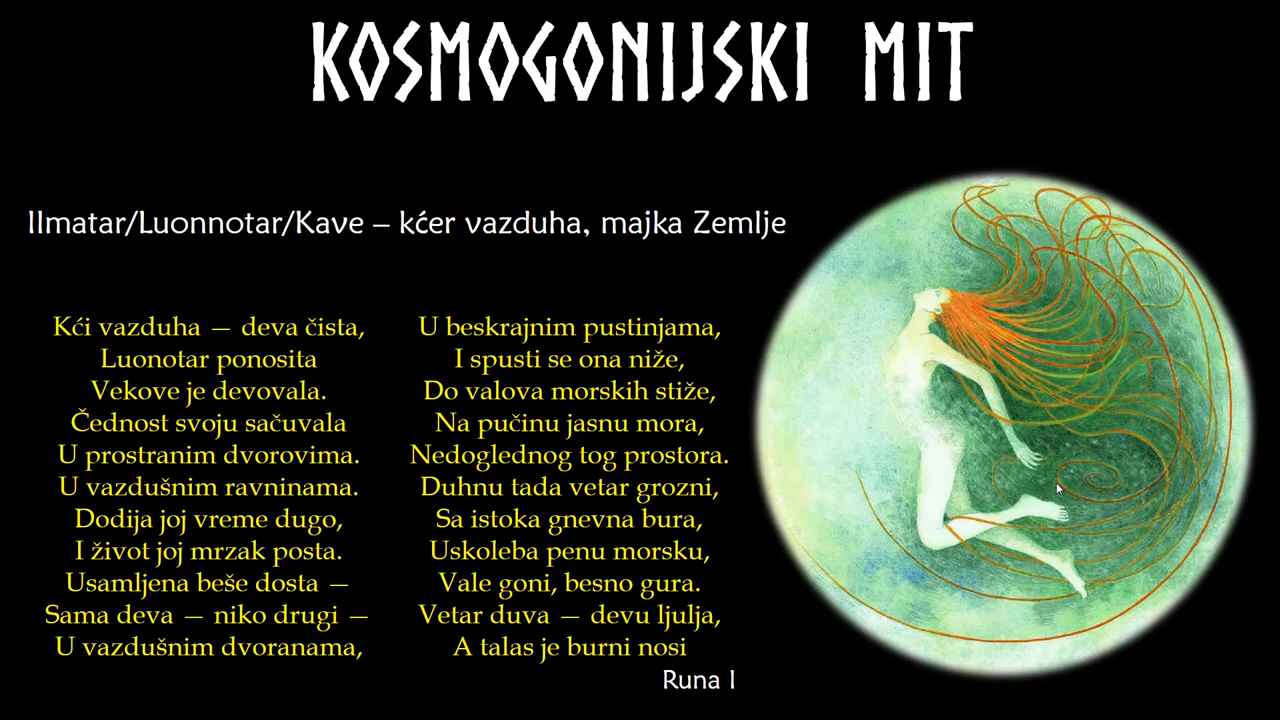 KOSMOGONIJSKI MIT
Ilmatar/Luonnotar/Kave – kćer vazduha, majka Zemlje
Kći vazduha — deva čista,
Luonotar ponosita
Vekove je devovala.
Čednost svoju sačuvala
U prostranim dvorovima.
U vazdušnim ravninama.
Dodija joj vreme dugo,
I život joj mrzak posta.
Usamljena beše dosta —
Sama deva — niko drugi —
U vazdušnim dvoranama,
U beskrajnim pustinjama,
I spusti se ona niže,
Do valova morskih stiže,
Na pučinu jasnu mora,
Nedoglednog tog prostora.
Duhnu tada vetar grozni,
Sa istoka gnevna bura,
Uskoleba penu morsku,
Vale goni, besno gura.
Vetar duva — devu ljulja,
A talas je burni nosi
Runa I